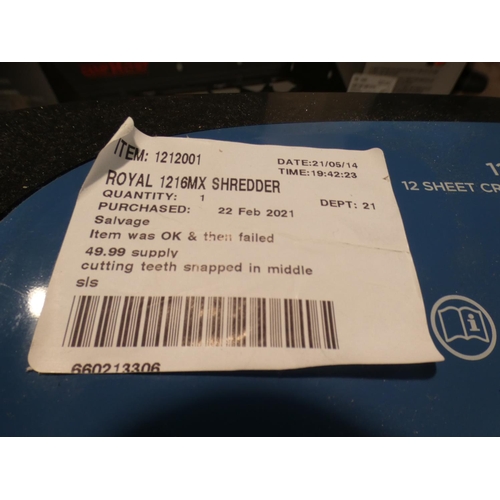 ITEM: 1212001
DATE:21/05/14
ROYAL 1216MX SHREDDER
TIME:19:42:23
QUANTITY: 1
DEPT: 21
PURCHASED: 22 Feb 2021
Salvage
Item was OK & then failed
49.99 supply
cutting teeth snapped in middle
sls
660213306
12 SHEET CR